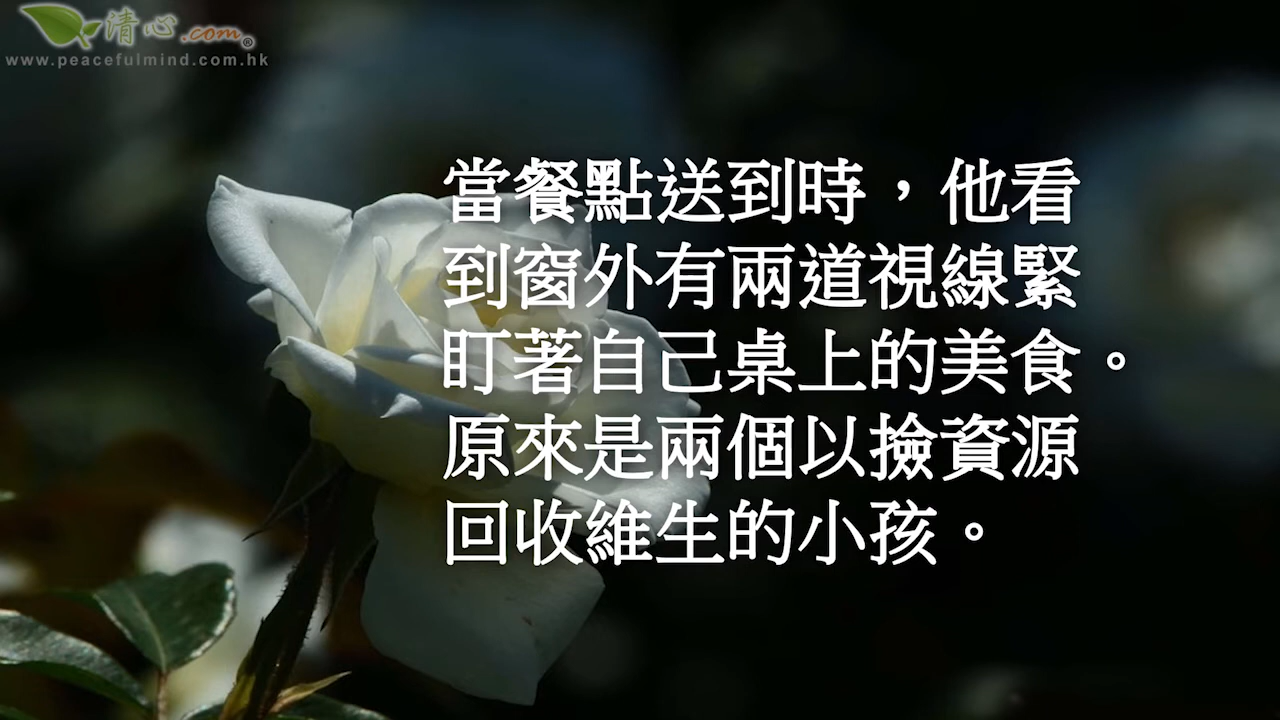 清心.com®
www.peacefulmind.com.hk
當餐點送到時，他看
到窗外有兩道視線緊
盯著自己桌上的美食。
原來是兩個以撿資源
回收維生的小孩。